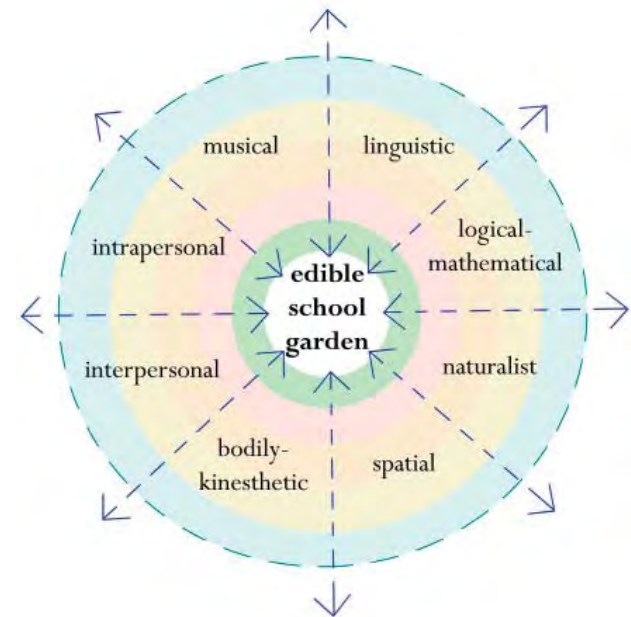 musical
linguistic
logical-
mathematical
intrapersonal
edible
school
garden
interpersonal
naturalist
bodily-
kinesthetic
spatial